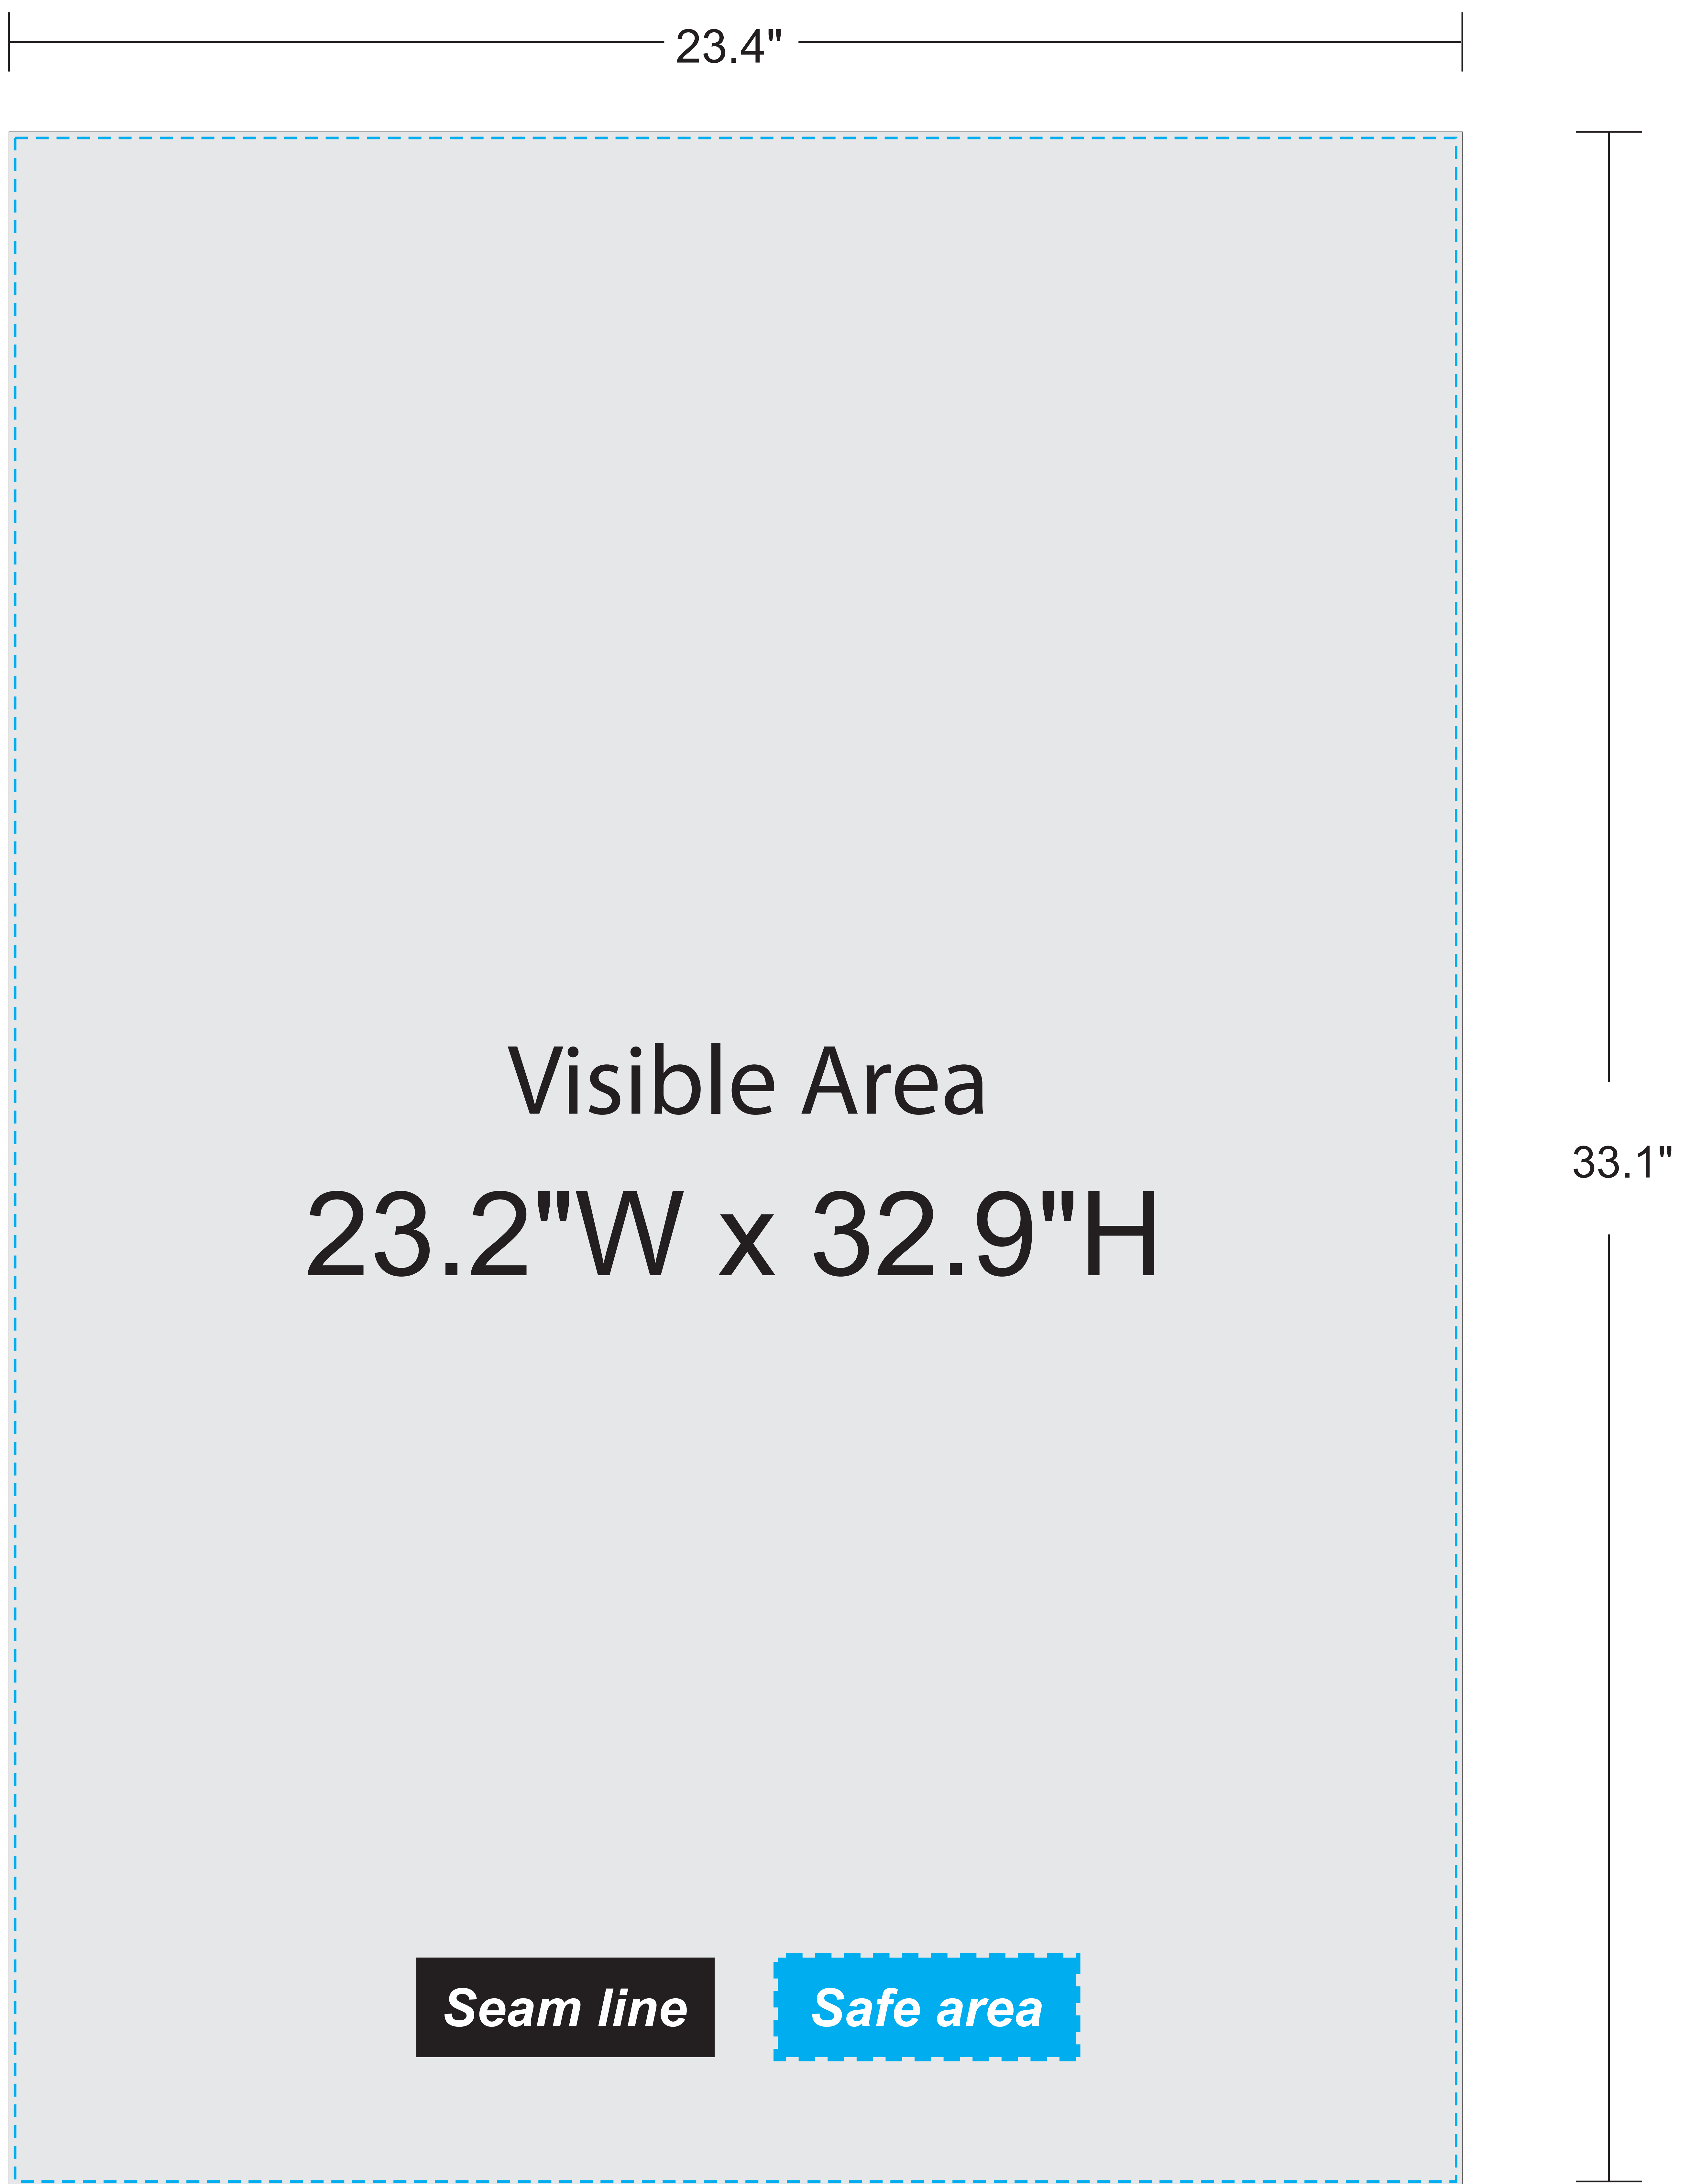 23.4"
Visible Area
33.1"
23.2"W x 32.9"H
Seam line
Safe area